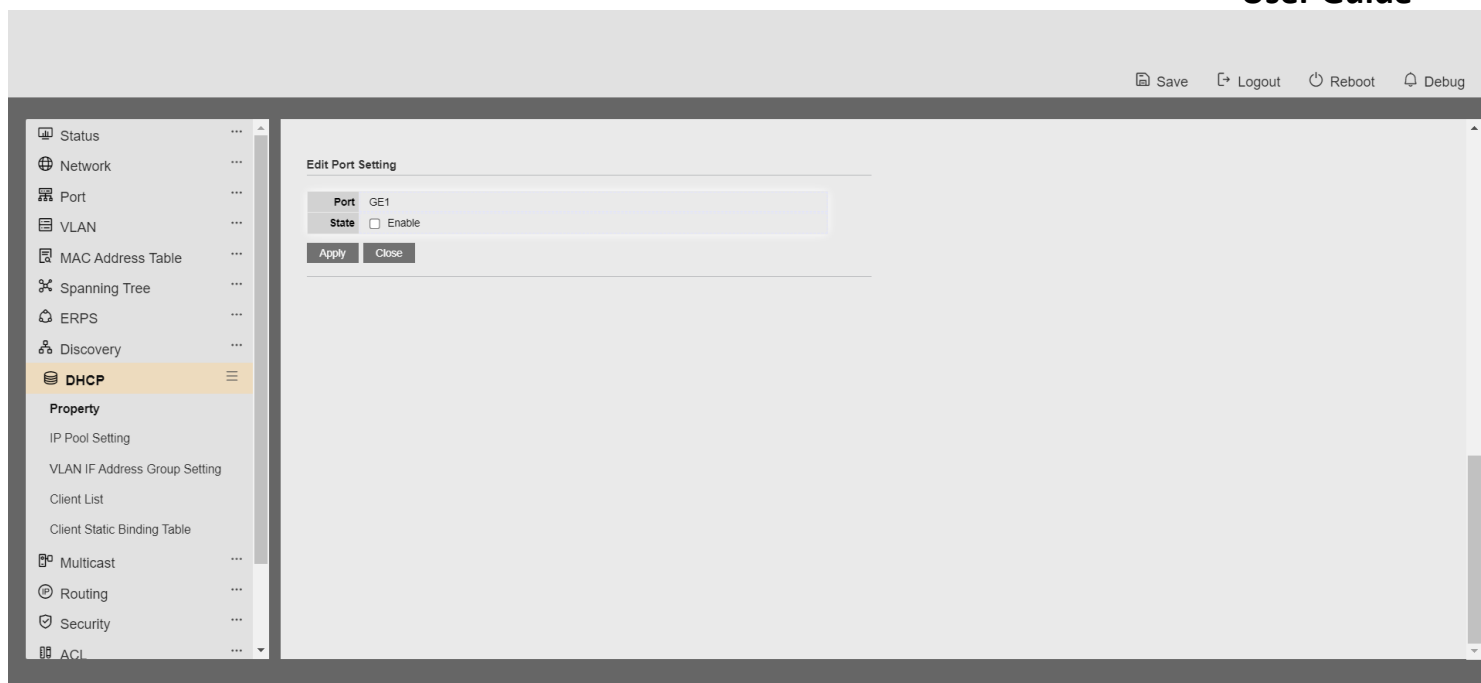 User Guide
Save Logout Reboot Debug
Status
Network
Port
VLAN
MAC Address Table
Spanning Tree
ERPS
Discovery
DHCP
Property
IP Pool Setting
VLAN IF Address Group Setting
Client List
Client Static Binding Table
Multicast
Routing
Security
ACL
Edit Port Setting
Port GE1
State Enable
Apply Close